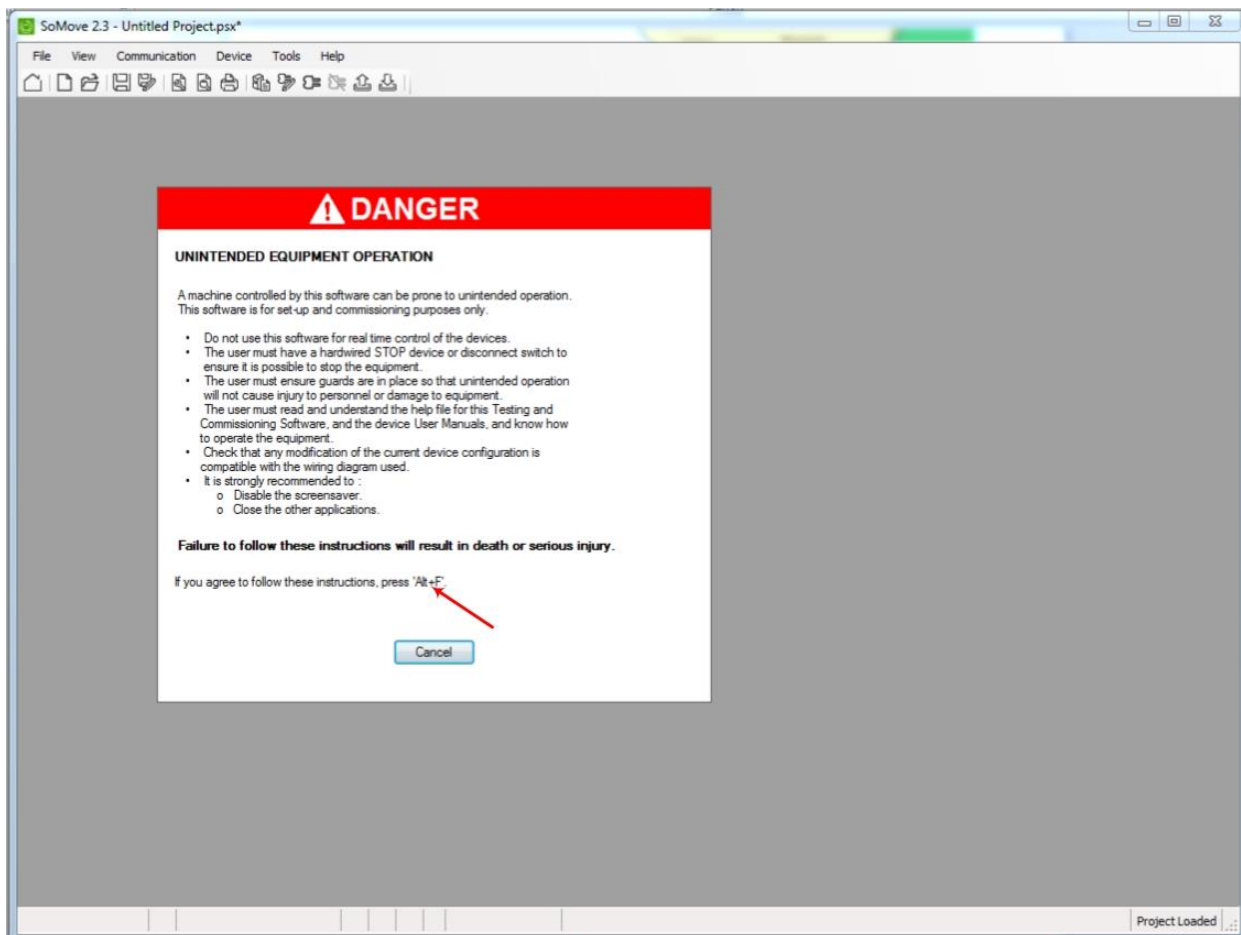 SoMove 2.3 - Untitled Project.psx*
File View Communication Device Tools Help
DANGER
UNINTENDED EQUIPMENT OPERATION
A machine controlled by this software can be prone to unintended operation.
This software is for set-up and commissioning purposes only.
• Do not use this software for real time control of the devices.
• The user must have a hardwired STOP device or disconnect switch to
ensure it is possible to stop the equipment.
• The user must ensure guards are in place so that unintended operation
will not cause injury to personnel or damage to equipment.
• The user must read and understand the help file for this Testing and
Commissioning Software, and the device User Manuals, and know how
to operate the equipment.
• Check that any modification of the current device configuration is
compatible with the wiring diagram used.
• It is strongly recommended to :
o Disable the screensaver.
o Close the other applications.
Failure to follow these instructions will result in death or serious injury.
If you agree to follow these instructions, press 'Alt+F'.
Cancel
Project Loaded